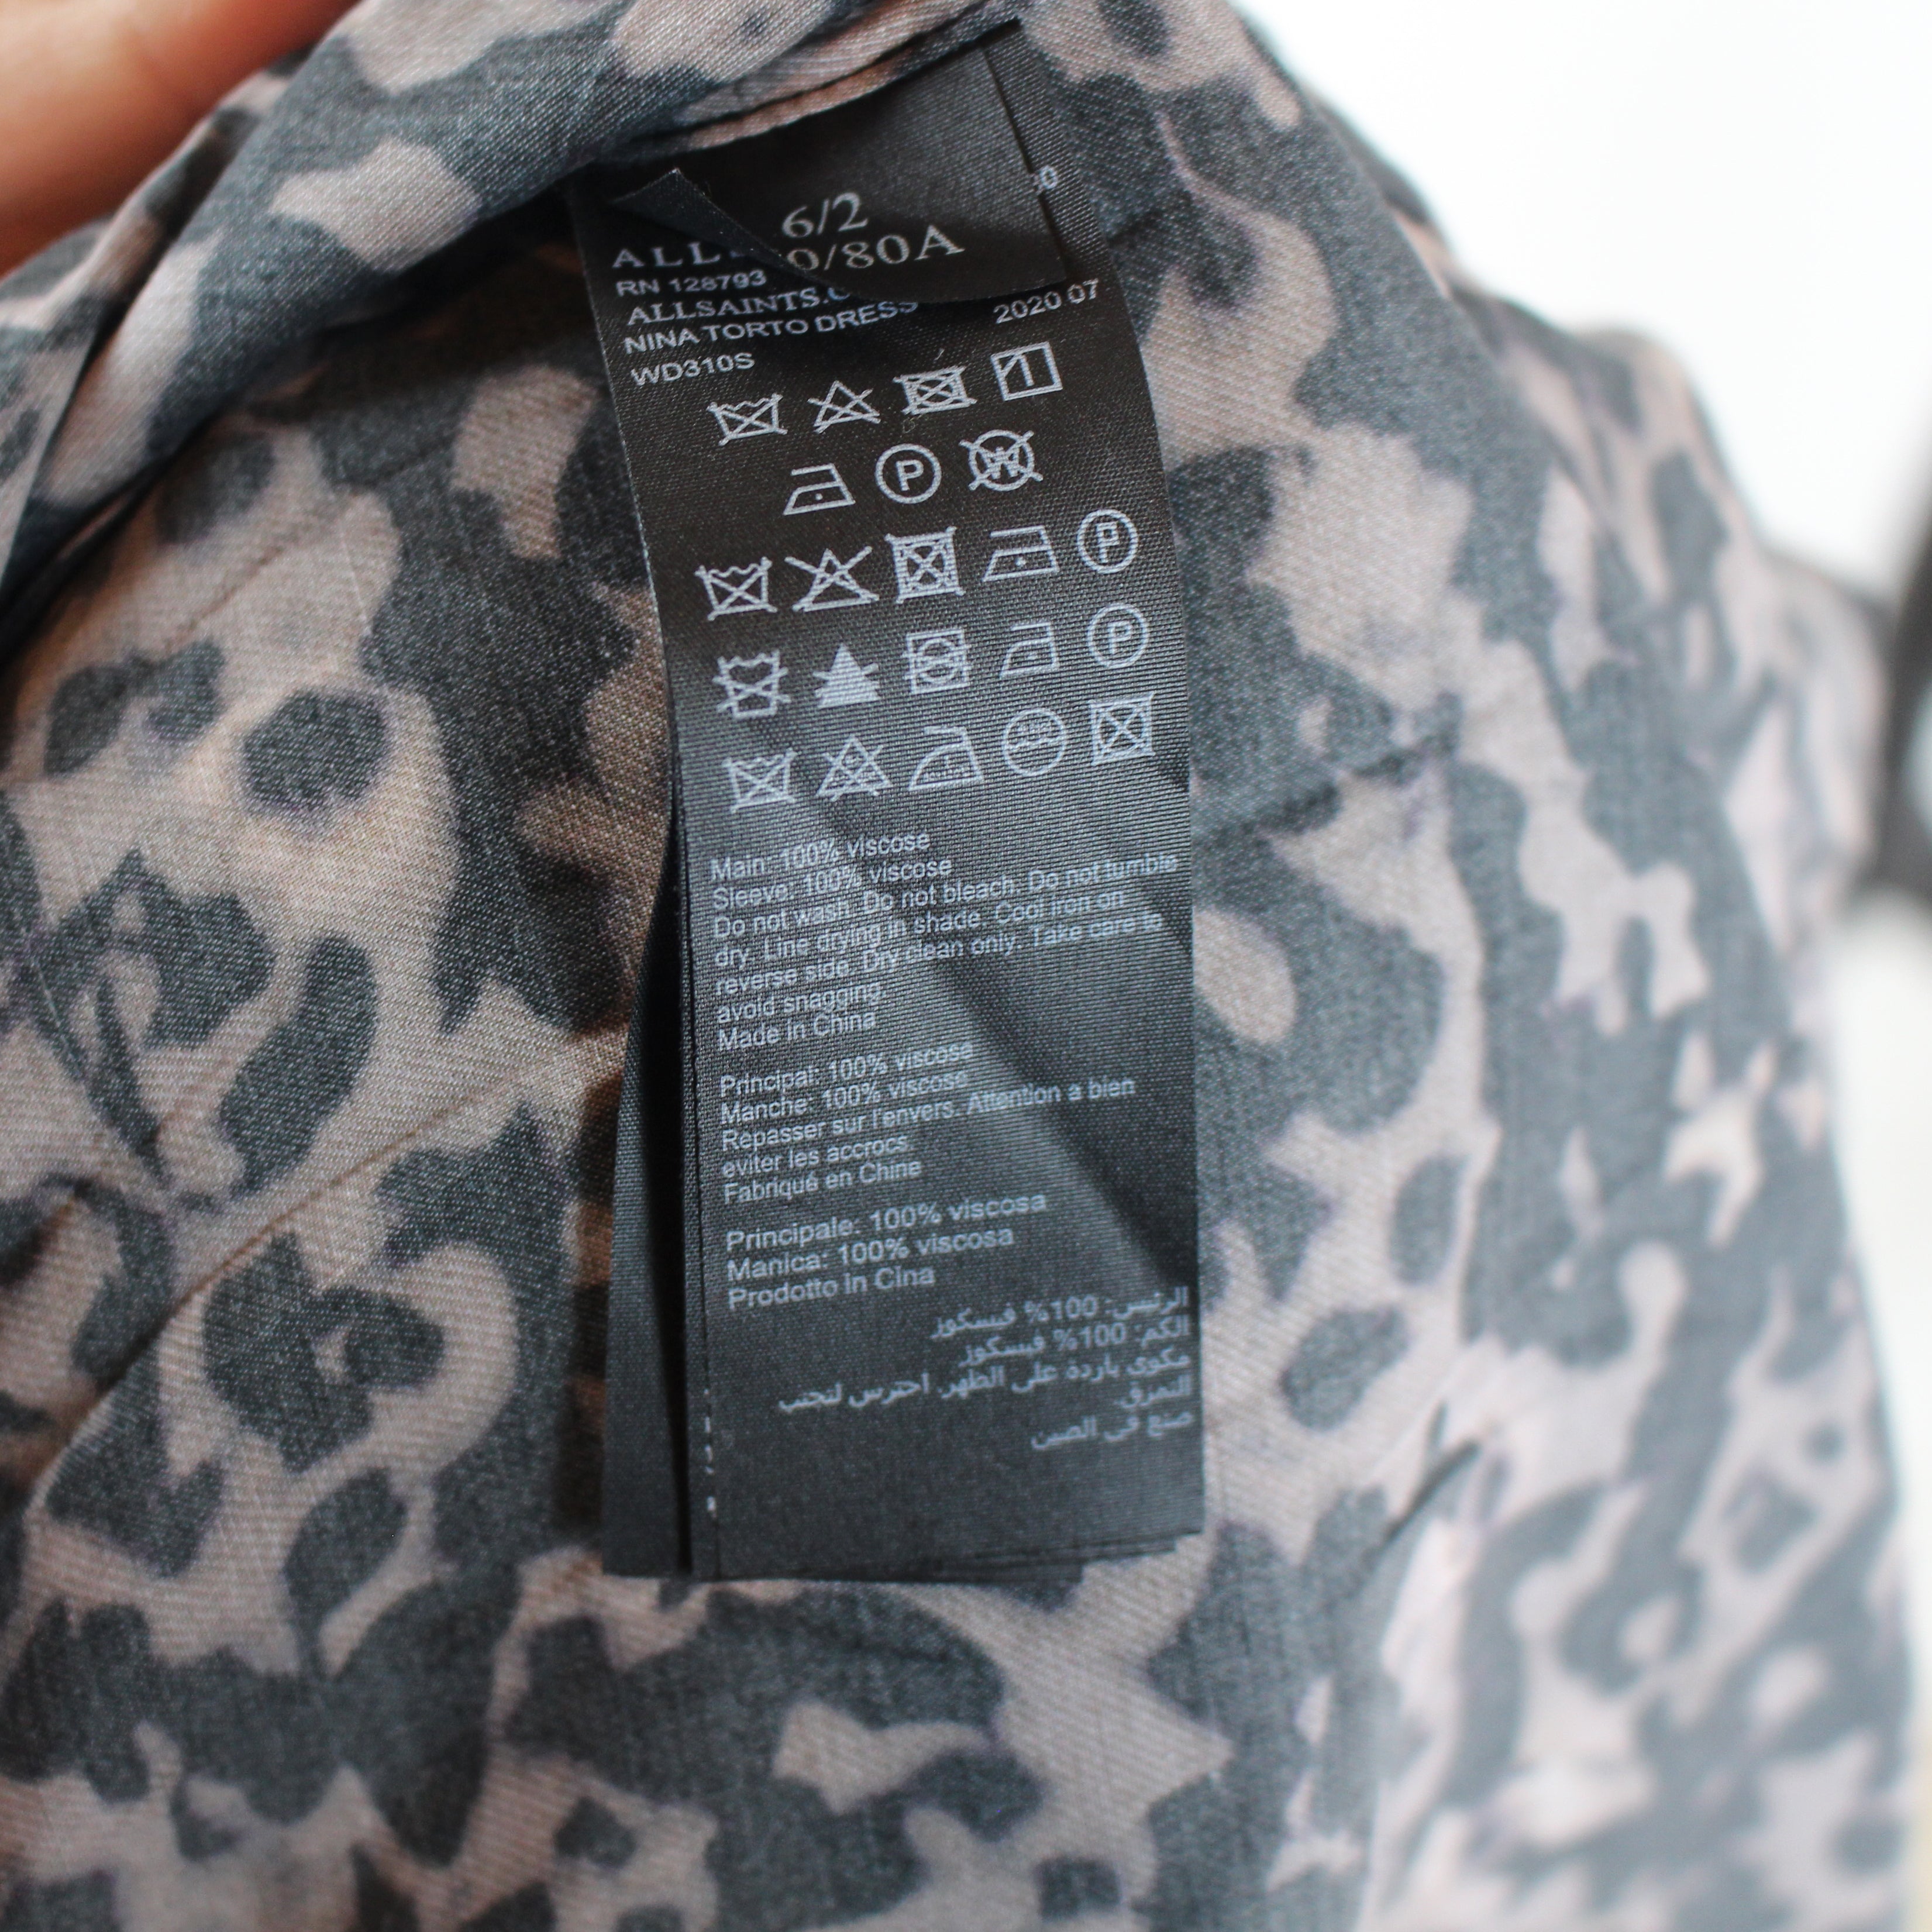 6/2
0/80A
ALL
RN 128793
ALLSAINTS.C
NINA TORTO DRESS
2020 07
WD310S
P W
P
P
Main: 100% viscose
Sleeve: 100% viscose
Do not wash. Do not bleach. Do not tumble
dry. Line drying in shade. Cool iron on
reverse side. Dry clean only. Take care to
avoid snagging.
Made in China
Principal: 100% viscose
Manche: 100% viscose
Repasser sur l'envers. Attention a bien
eviter les accrocs
Fabriqué en Chine
Principale: 100% viscosa
Manica: 100% viscosa
Prodotto in Cina
الرئيس: 100% فيسكوز
الكم: 100% فيسكوز
مكوى باردة على الظهر. احترس لتجنب
التمزق.
صنع في الصين